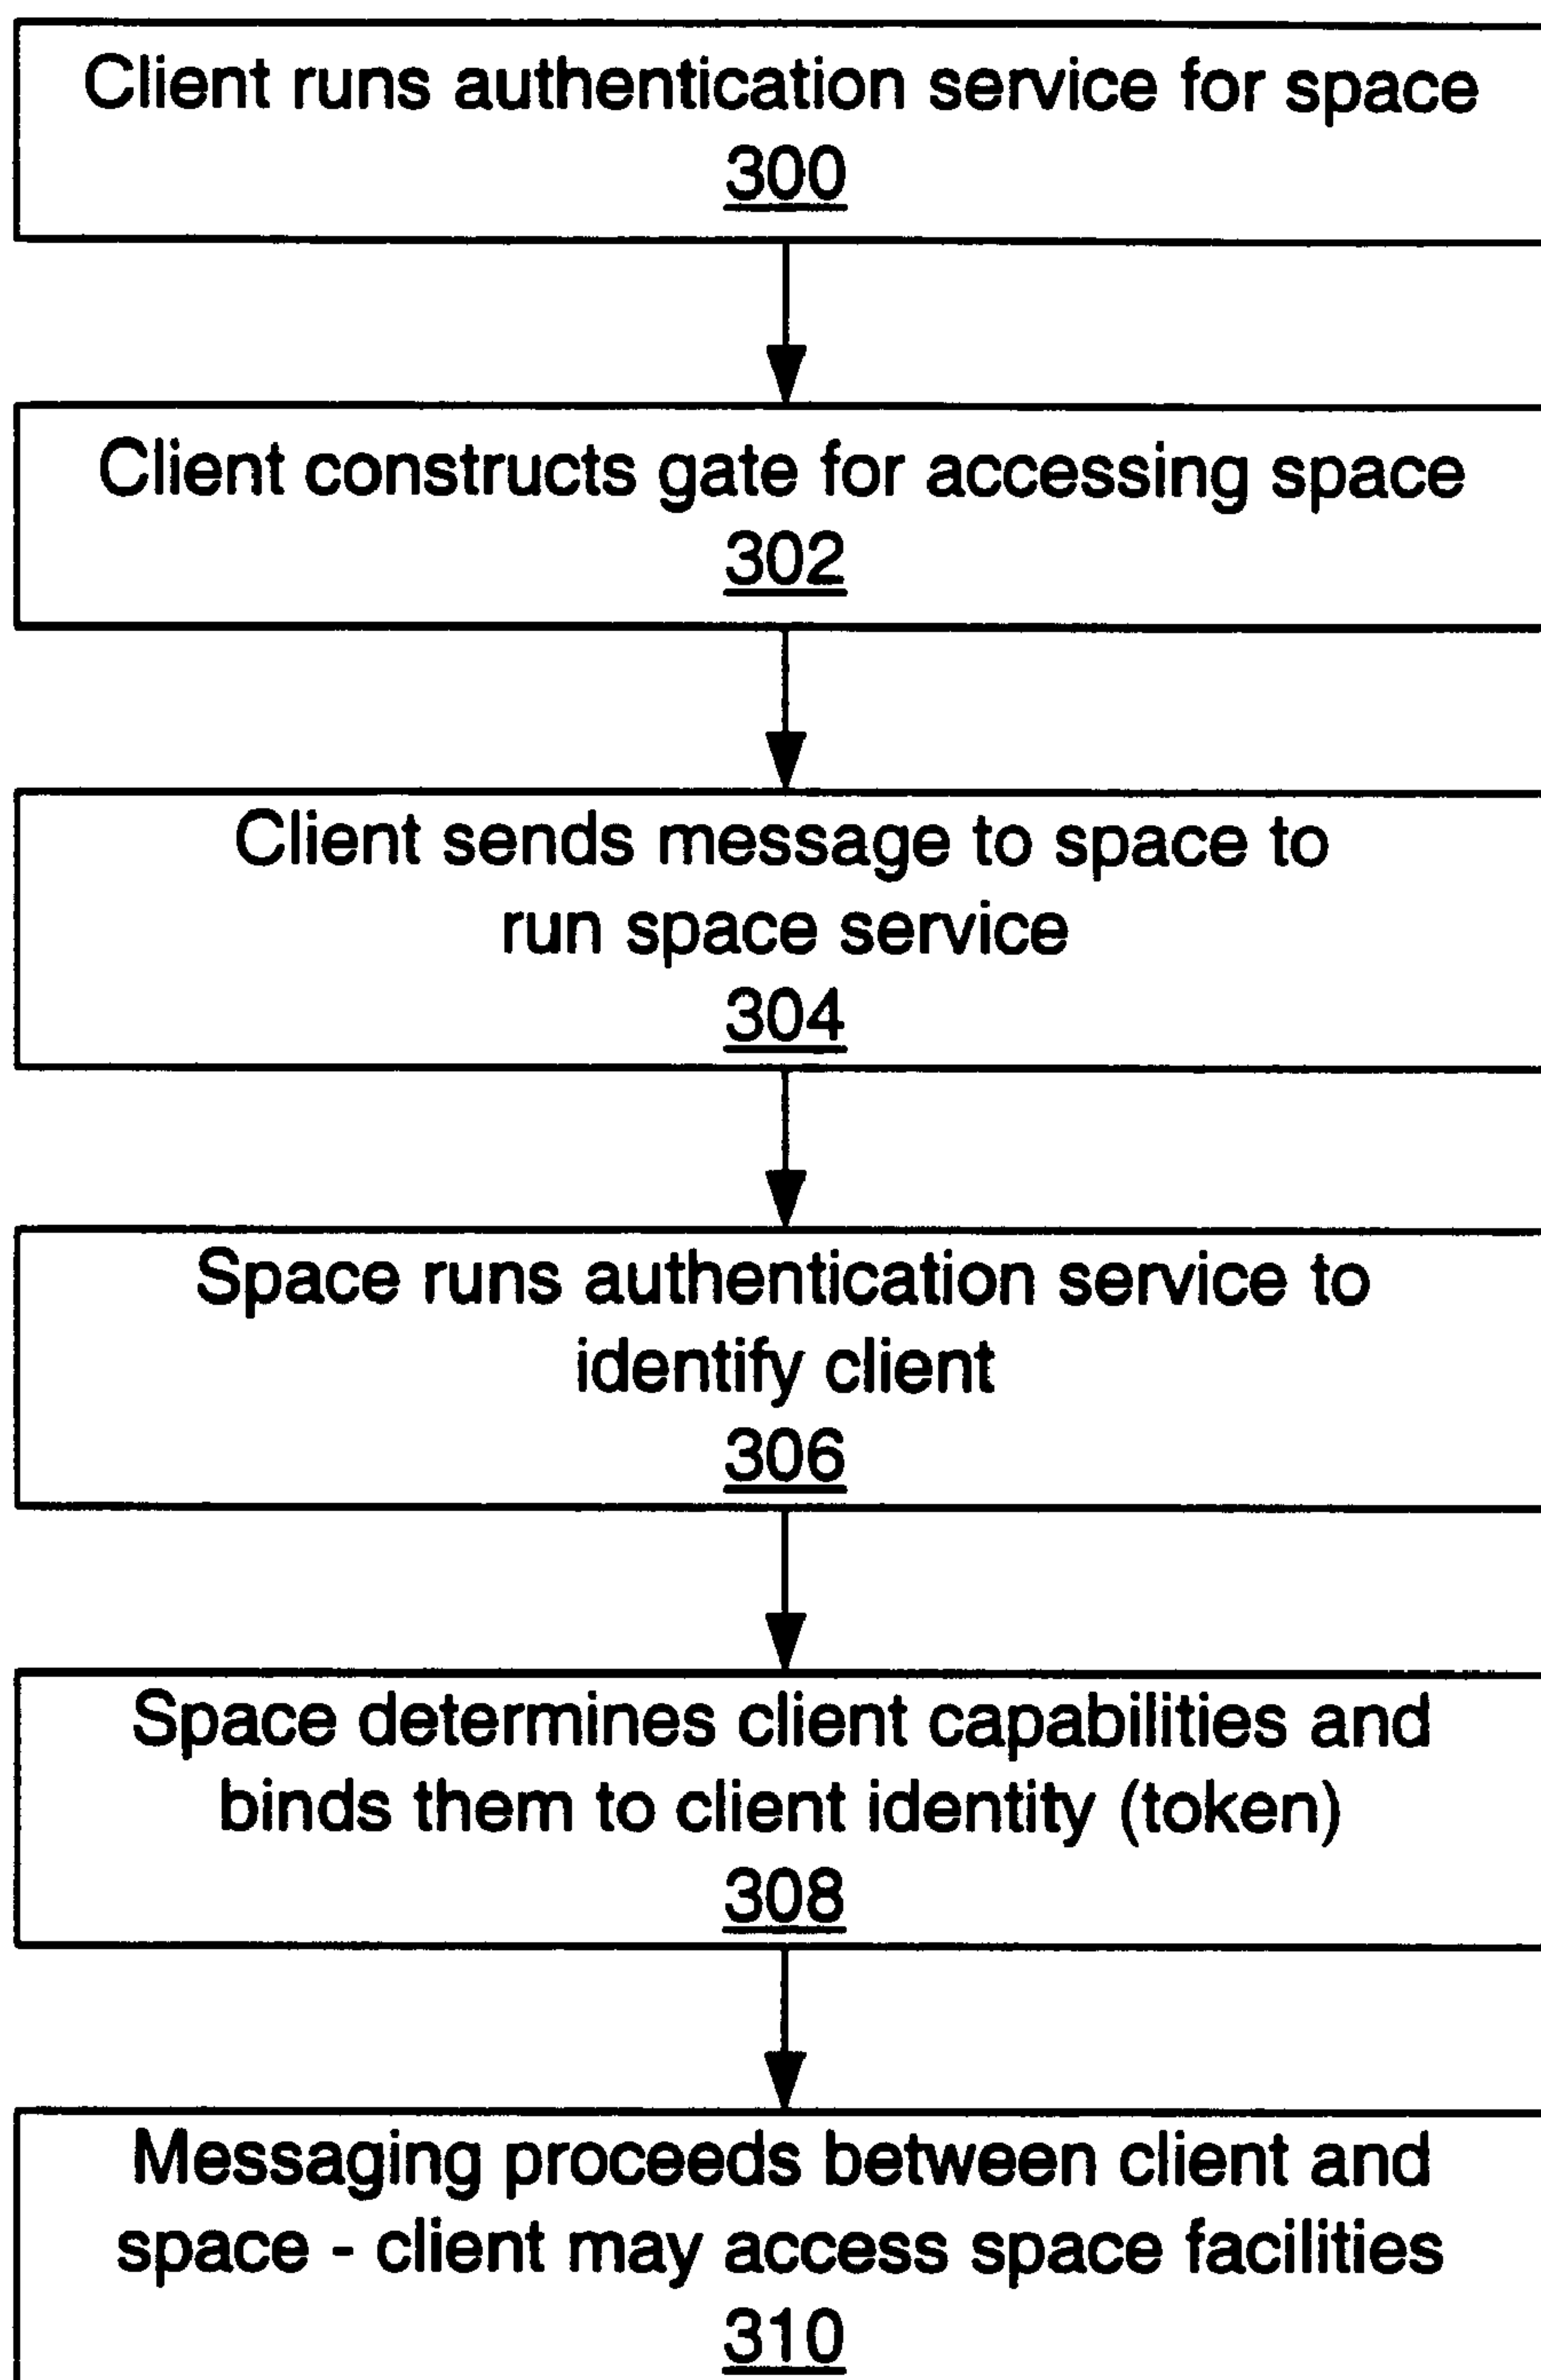 Client runs authentication service for space
300
Client constructs gate for accessing space
302
Client sends message to space to
run space service
304
Space runs authentication service to
identify client
306
Space determines client capabilities and
binds them to client identity (token)
308
Messaging proceeds between client and
space - client may access space facilities
310